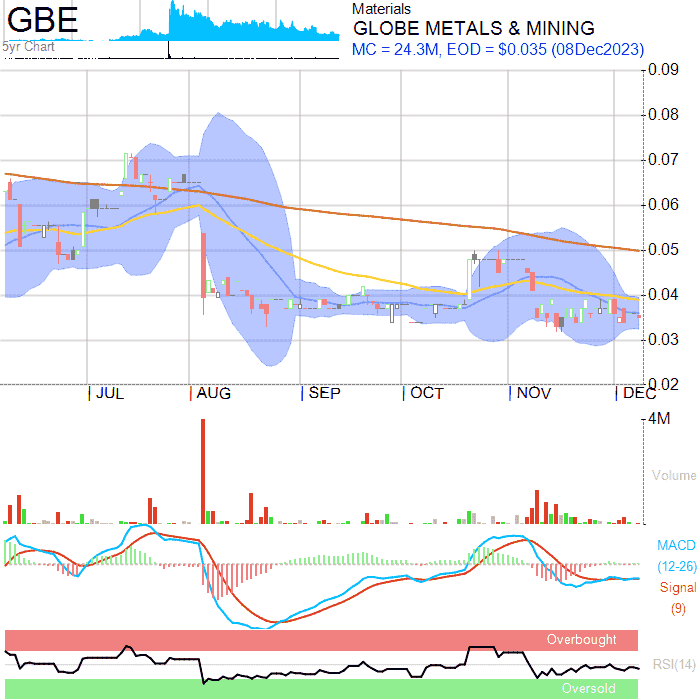 GBE
5yr Chart
Materials
GLOBE METALS & MINING
MC = 24.3M, EOD = $0.035 (08Dec2023)
0.09
0.08
0.07
0.06
0.05
0.04
0.03
0.02
JUL AUG SEP OCT NOV DEC
4M
Volume
MACD
(12-26)
Signal
(9)
Overbought
RSI(14)
Oversold